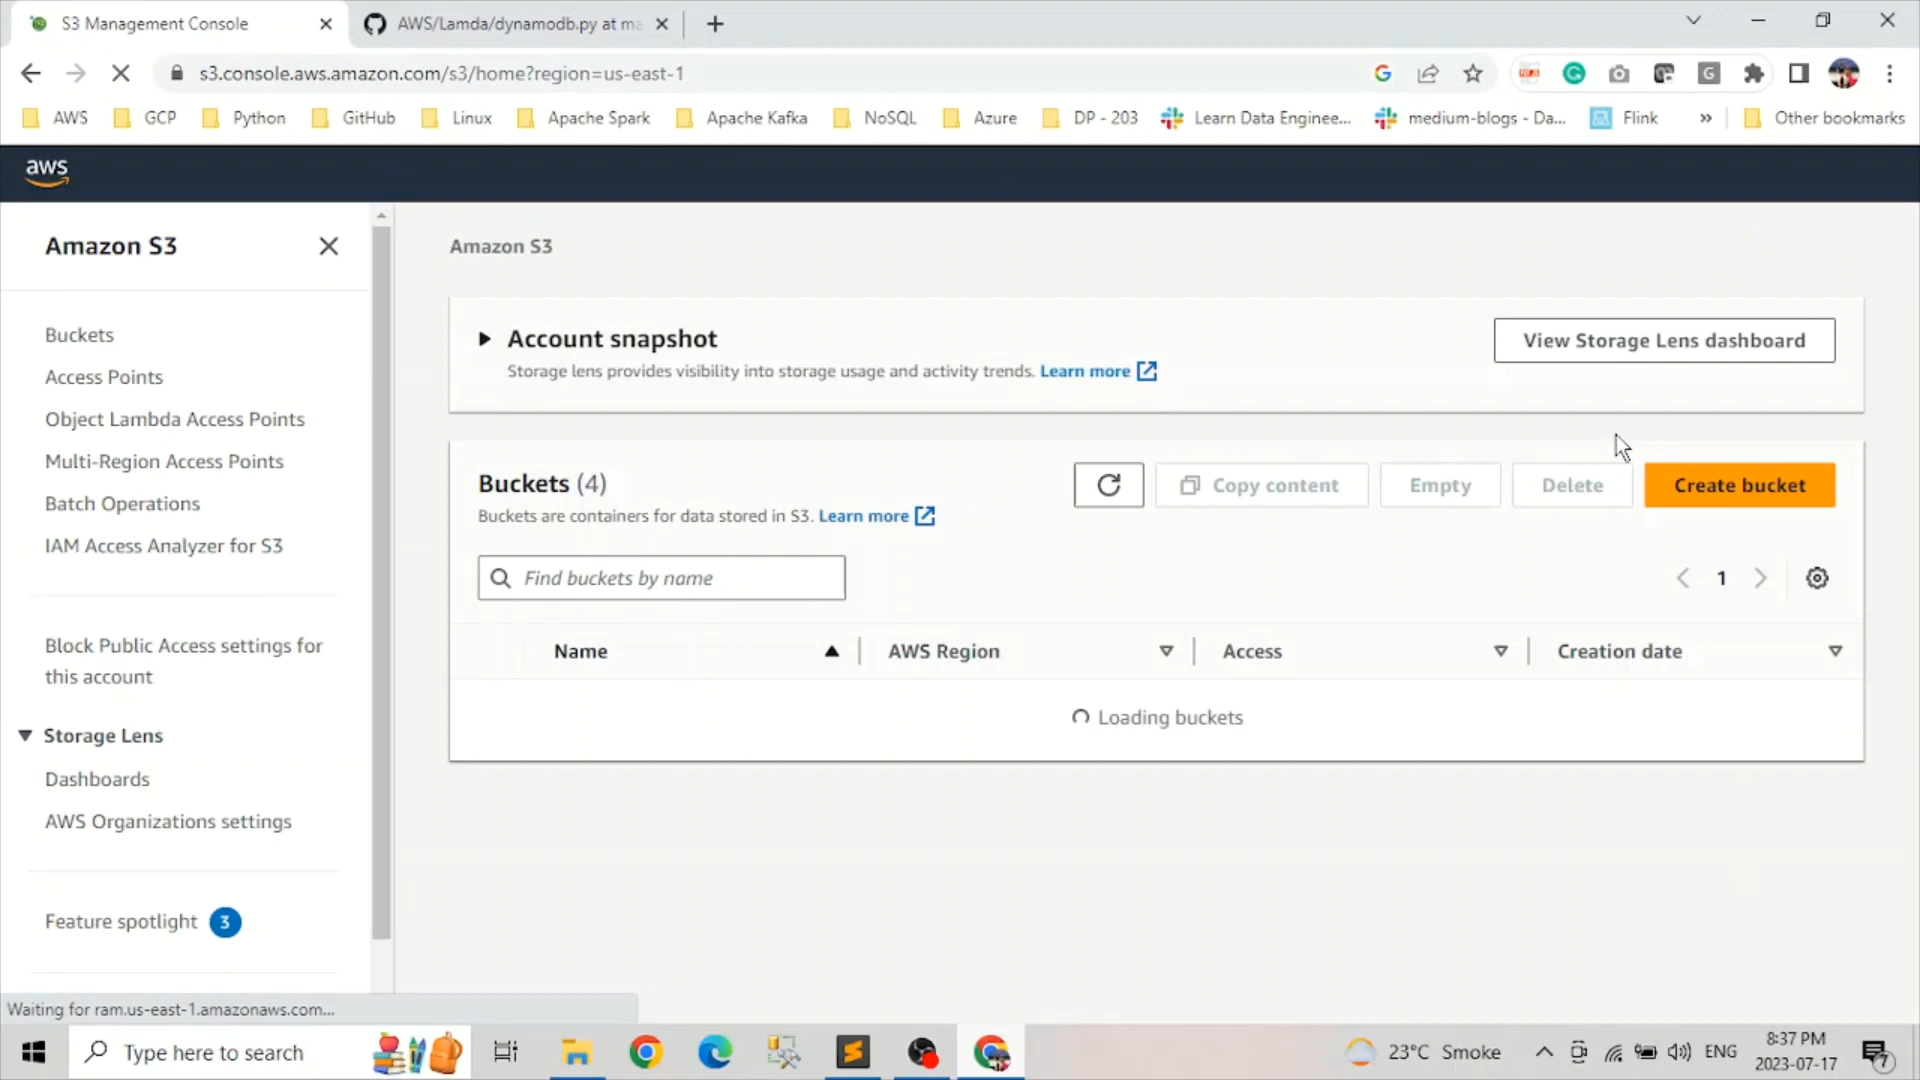 S3 Management Console
AWS/Lamda/dynamodb.py at ma
s3.console.aws.amazon.com/s3/home?region=us-east-1
AWS
GCP
Python
GitHub
Linux
Apache Spark
Apache Kafka
NoSQL
Azure
DP - 203
Learn Data Enginee...
medium-blogs - Da...
Flink
»
Other bookmarks
aws
Amazon S3
Buckets
Access Points
Object Lambda Access Points
Multi-Region Access Points
Batch Operations
IAM Access Analyzer for S3
Block Public Access settings for
this account
Storage Lens
Dashboards
AWS Organizations settings
Feature spotlight 3
Amazon S3
Account snapshot
Storage lens provides visibility into storage usage and activity trends. Learn more
View Storage Lens dashboard
Buckets (4)
Buckets are containers for data stored in S3. Learn more
Copy content
Empty
Delete
Create bucket
Find buckets by name
1
Name
AWS Region
Access
Creation date
Loading buckets
Waiting for ram.us-east-1.amazonaws.com...
Type here to search
23°C Smoke
ENG
8:37 PM
2023-07-17
7